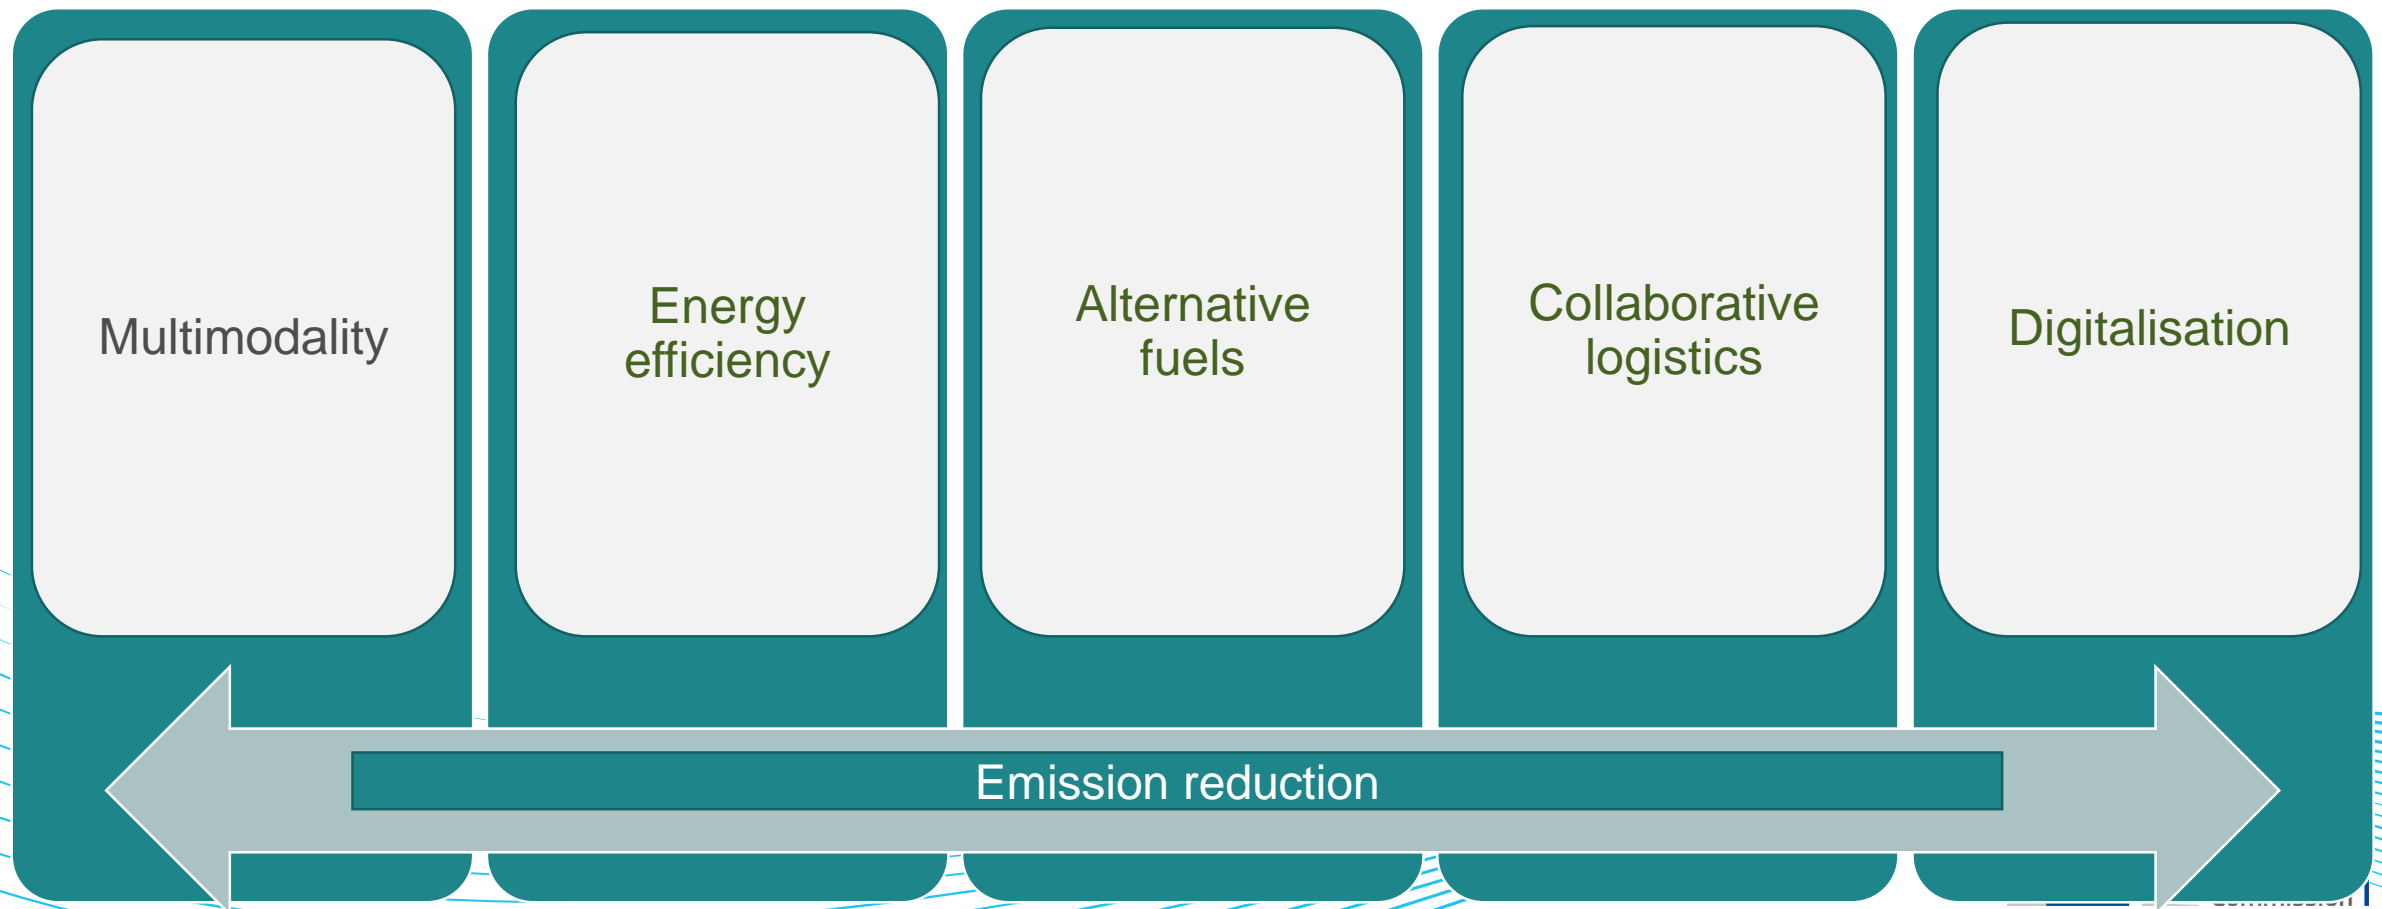 Multimodality
Energy
efficiency
Alternative
fuels
Collaborative
logistics
Digitalisation
Emission reduction